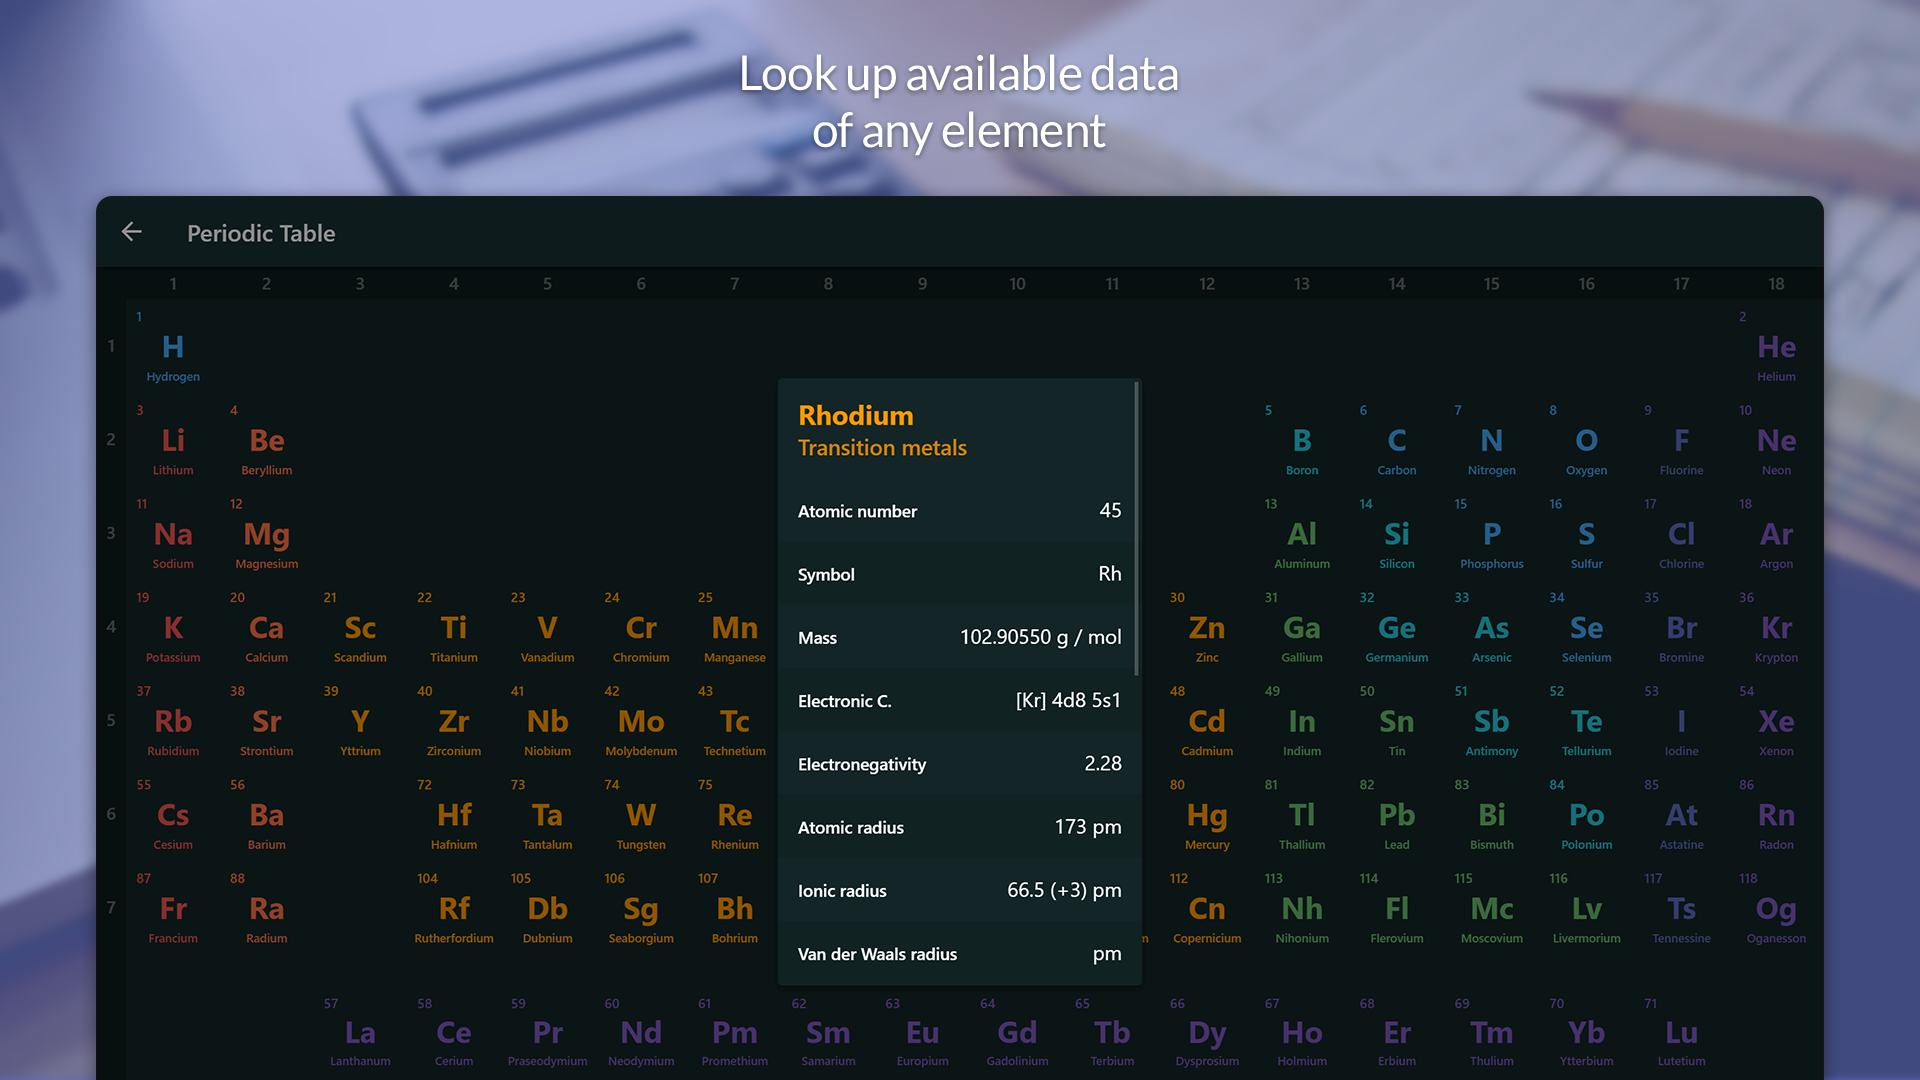 Look up available data
of any element
Periodic Table
1 2 3 4 5 6 7 8 9 10 11 12 13 14 15 16 17 18
1 2
1 H He
Hydrogen Helium
3 4 5 6 7 8 9 10
2 Li Be B C N O F Ne
Lithium Beryllium Boron Carbon Nitrogen Oxygen Fluorine Neon
11 12 13 14 15 16 17 18
3 Na Mg Al Si P S Cl Ar
Sodium Magnesium Aluminum Silicon Phosphorus Sulfur Chlorine Argon
19 20 21 22 23 24 25 30 31 32 33 34 35 36
4 K Ca Sc Ti V Cr Mn Zn Ga Ge As Se Br Kr
Potassium Calcium Scandium Titanium Vanadium Chromium Manganese Zinc Gallium Germanium Arsenic Selenium Bromine Krypton
37 38 39 40 41 42 43 48 49 50 51 52 53 54
5 Rb Sr Y Zr Nb Mo Tc Cd In Sn Sb Te I Xe
Rubidium Strontium Yttrium Zirconium Niobium Molybdenum Technetium Cadmium Indium Tin Antimony Tellurium Iodine Xenon
55 56 72 73 74 75 80 81 82 83 84 85 86
6 Cs Ba Hf Ta W Re Hg Tl Pb Bi Po At Rn
Cesium Barium Hafnium Tantalum Tungsten Rhenium Mercury Thallium Lead Bismuth Polonium Astatine Radon
87 88 104 105 106 107 112 113 114 115 116 117 118
7 Fr Ra Rf Db Sg Bh Cn Nh Fl Mc Lv Ts Og
Francium Radium Rutherfordium Dubnium Seaborgium Bohrium Copernicium Nihonium Flerovium Moscovium Livermorium Tennessine Oganesson
Rhodium
Transition metals
Atomic number 45
Symbol Rh
Mass 102.90550 g / mol
Electronic C. [Kr] 4d8 5s1
Electronegativity 2.28
Atomic radius 173 pm
Ionic radius 66.5 (+3) pm
Van der Waals radius pm
57 58 59 60 61 62 63 64 65 66 67 68 69 70 71
La Ce Pr Nd Pm Sm Eu Gd Tb Dy Ho Er Tm Yb Lu
Lanthanum Cerium Praseodymium Neodymium Promethium Samarium Europium Gadolinium Terbium Dysprosium Holmium Erbium Thulium Ytterbium Lutetium